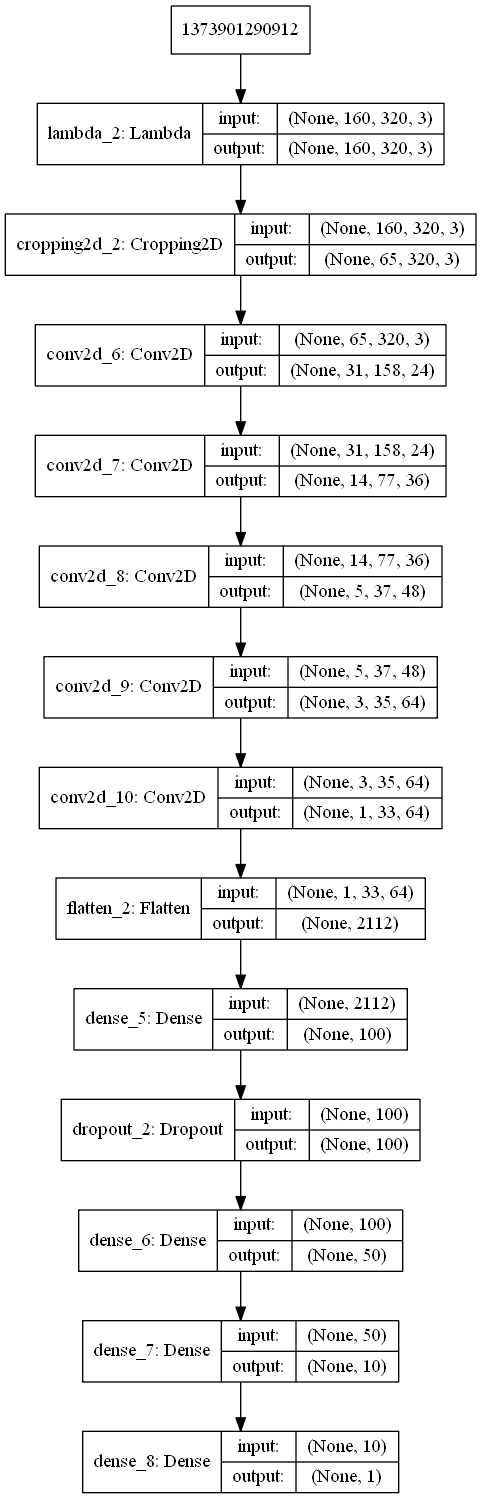 1373901290912
lambda_2: Lambda
input: (None, 160, 320, 3)
output: (None, 160, 320, 3)
cropping2d_2: Cropping2D
input: (None, 160, 320, 3)
output: (None, 65, 320, 3)
conv2d_6: Conv2D
input: (None, 65, 320, 3)
output: (None, 31, 158, 24)
conv2d_7: Conv2D
input: (None, 31, 158, 24)
output: (None, 14, 77, 36)
conv2d_8: Conv2D
input: (None, 14, 77, 36)
output: (None, 5, 37, 48)
conv2d_9: Conv2D
input: (None, 5, 37, 48)
output: (None, 3, 35, 64)
conv2d_10: Conv2D
input: (None, 3, 35, 64)
output: (None, 1, 33, 64)
flatten_2: Flatten
input: (None, 1, 33, 64)
output: (None, 2112)
dense_5: Dense
input: (None, 2112)
output: (None, 100)
dropout_2: Dropout
input: (None, 100)
output: (None, 100)
dense_6: Dense
input: (None, 100)
output: (None, 50)
dense_7: Dense
input: (None, 50)
output: (None, 10)
dense_8: Dense
input: (None, 10)
output: (None, 1)